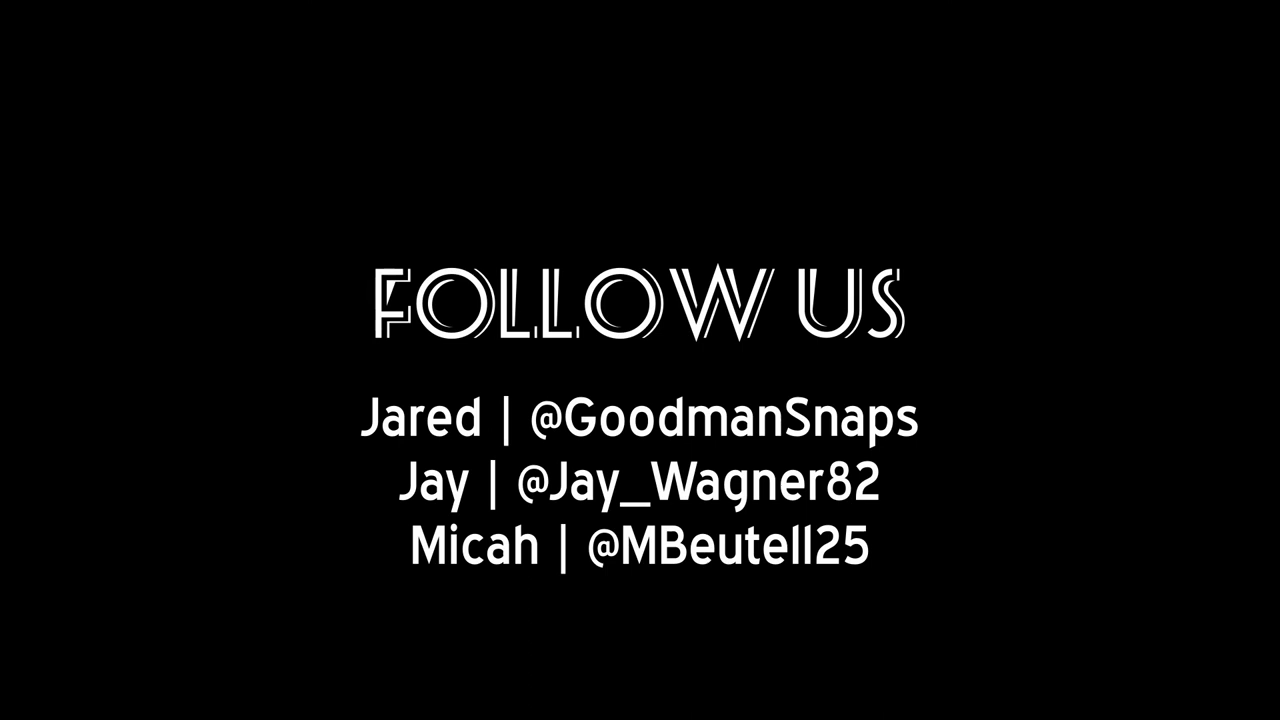 FOLLOW US
Jared | @GoodmanSnaps
Jay | @Jay_Wagner82
Micah | @MBeutell25